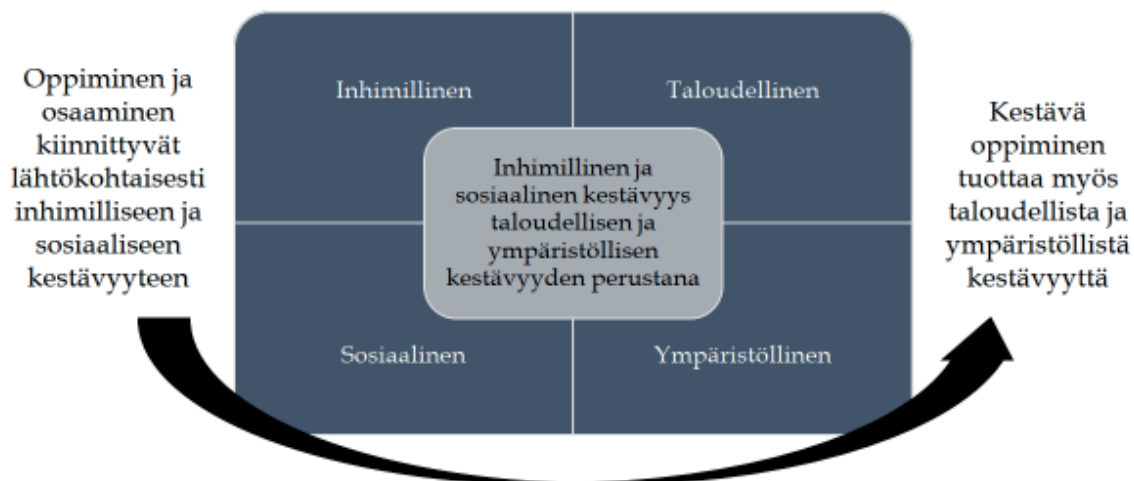 Oppiminen ja
osaaminen
kiinnittyvät
lähtökohtaisesti
inhimilliseen ja
sosiaaliseen
kestävyyteen
Inhimillinen
Taloudellinen
Inhimillinen ja
sosiaalinen kestävyys
taloudellisen ja
ympäristöllisen
kestävyyden perustana
Sosiaalinen
Ympäristöllinen
Kestävä
oppiminen
tuottaa myös
taloudellista ja
ympäristöllistä
kestävyyttä